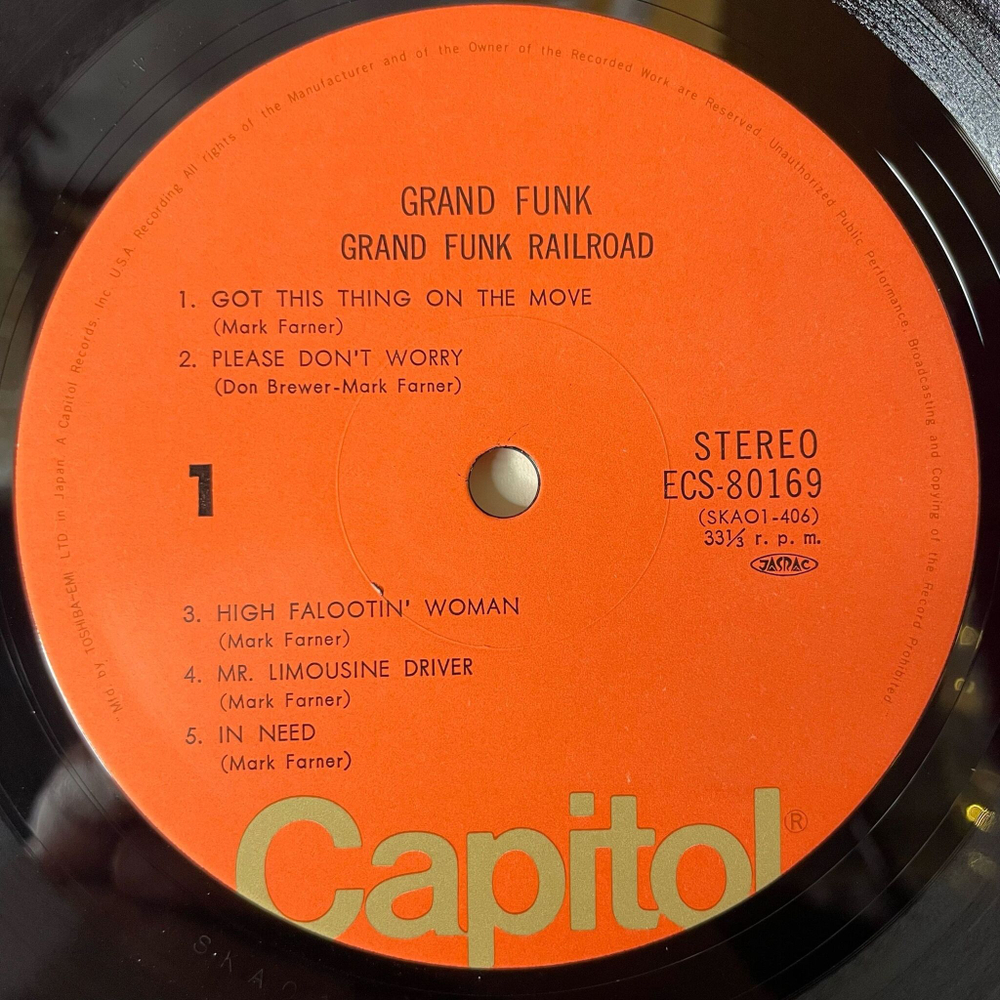 "Mfd. by TOSHIBA-EMI LTD. in Japan. A Capitol Records, Inc. U.S.A. Recording All rights of the Manufacturer and of the Owner of the Recorded Work are Reserved. Unauthorized Public Performance, Broadcasting and Copying of the Record Prohibited"
GRAND FUNK
GRAND FUNK RAILROAD
1. GOT THIS THING ON THE MOVE
(Mark Farner)
2. PLEASE DON'T WORRY
(Don Brewer-Mark Farner)
1
STEREO
ECS-80169
(SKAO1-406)
33⅓ r. p. m.
JASRAC
3. HIGH FALOOTIN' WOMAN
(Mark Farner)
4. MR. LIMOUSINE DRIVER
(Mark Farner)
5. IN NEED
(Mark Farner)
Capitol®